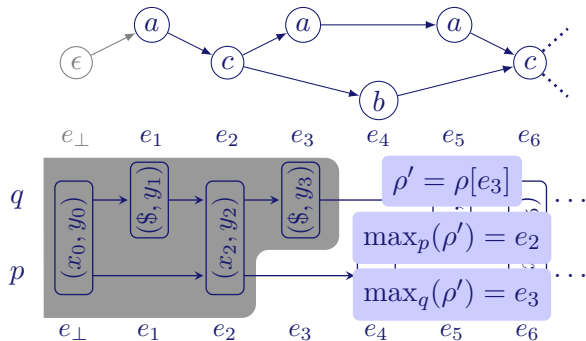 a a a
ϵ c c
b
e⊥ e₁ e₂ e₃ e₄ e₅ e₆
q (x₀, y₀) ($, y₁) (x₂, y₂) ($, y₃) ρ′ = ρ[e₃] ...
maxₚ(ρ′) = e₂
p max_q(ρ′) = e₃ ...
e⊥ e₁ e₂ e₃ e₄ e₅ e₆